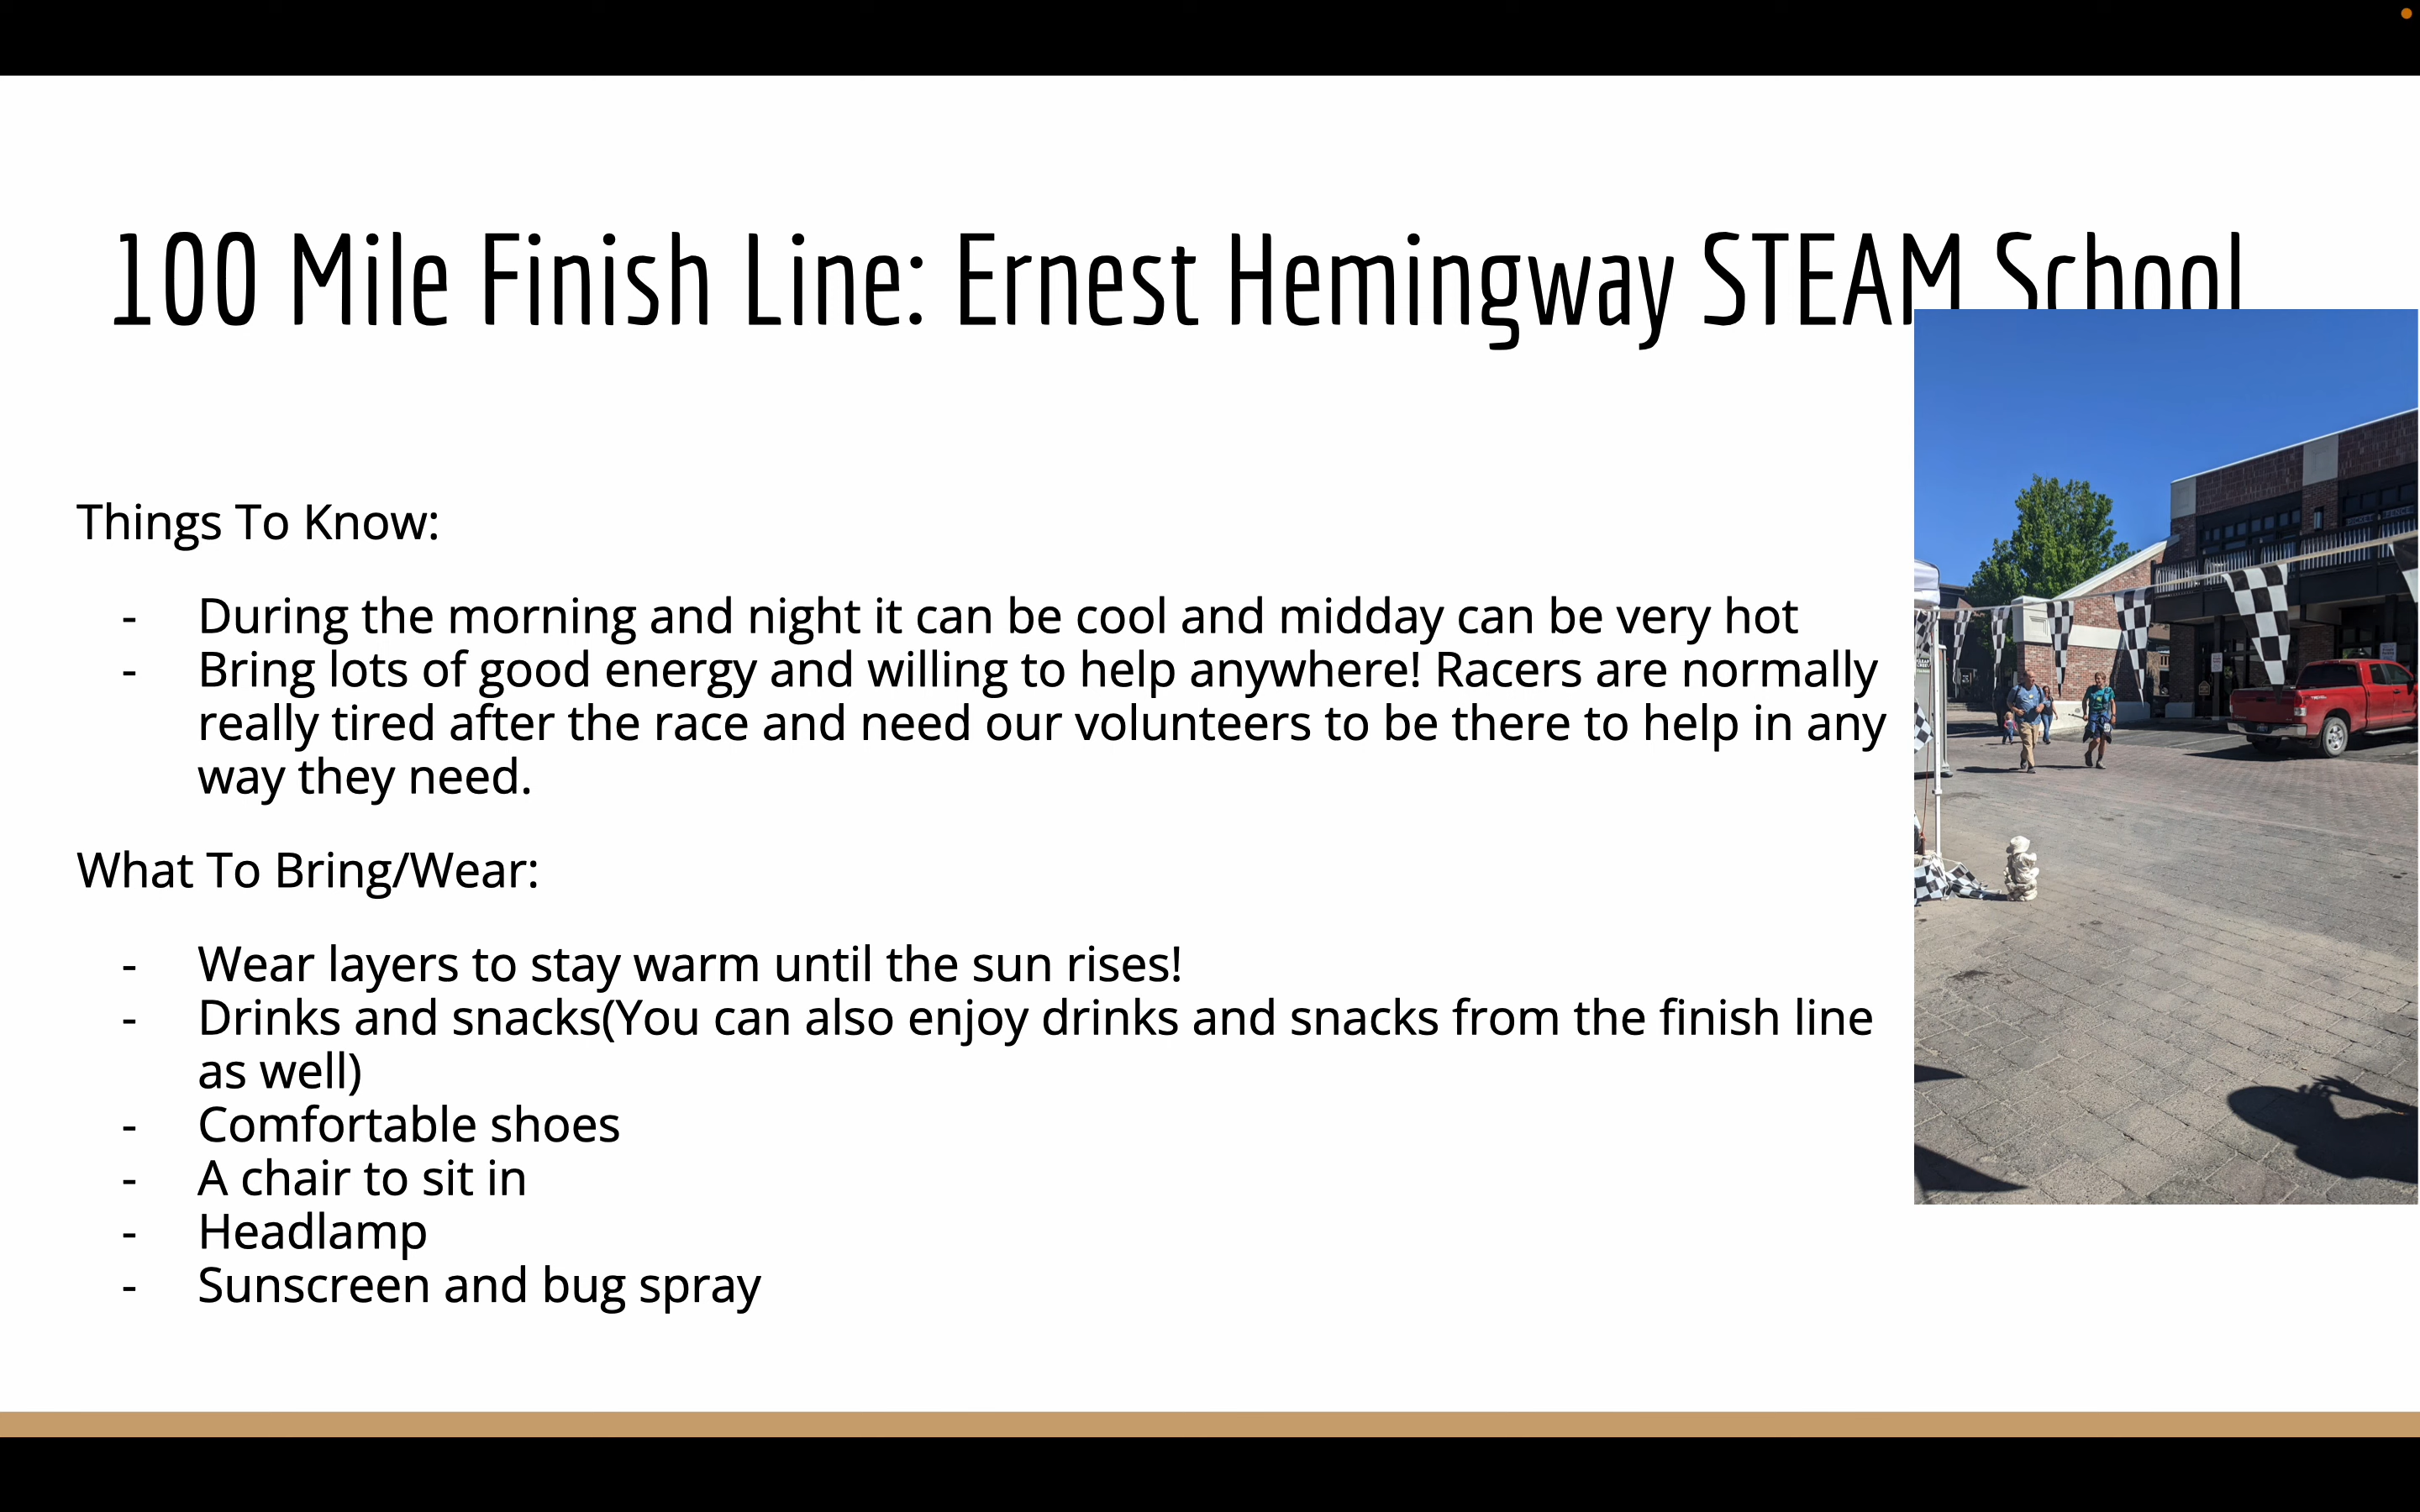 100 Mile Finish Line: Ernest Hemingway STEAM School
Things To Know:
- During the morning and night it can be cool and midday can be very hot
- Bring lots of good energy and willing to help anywhere! Racers are normally
really tired after the race and need our volunteers to be there to help in any
way they need.
What To Bring/Wear:
- Wear layers to stay warm until the sun rises!
- Drinks and snacks(You can also enjoy drinks and snacks from the finish line
as well)
- Comfortable shoes
- A chair to sit in
- Headlamp
- Sunscreen and bug spray